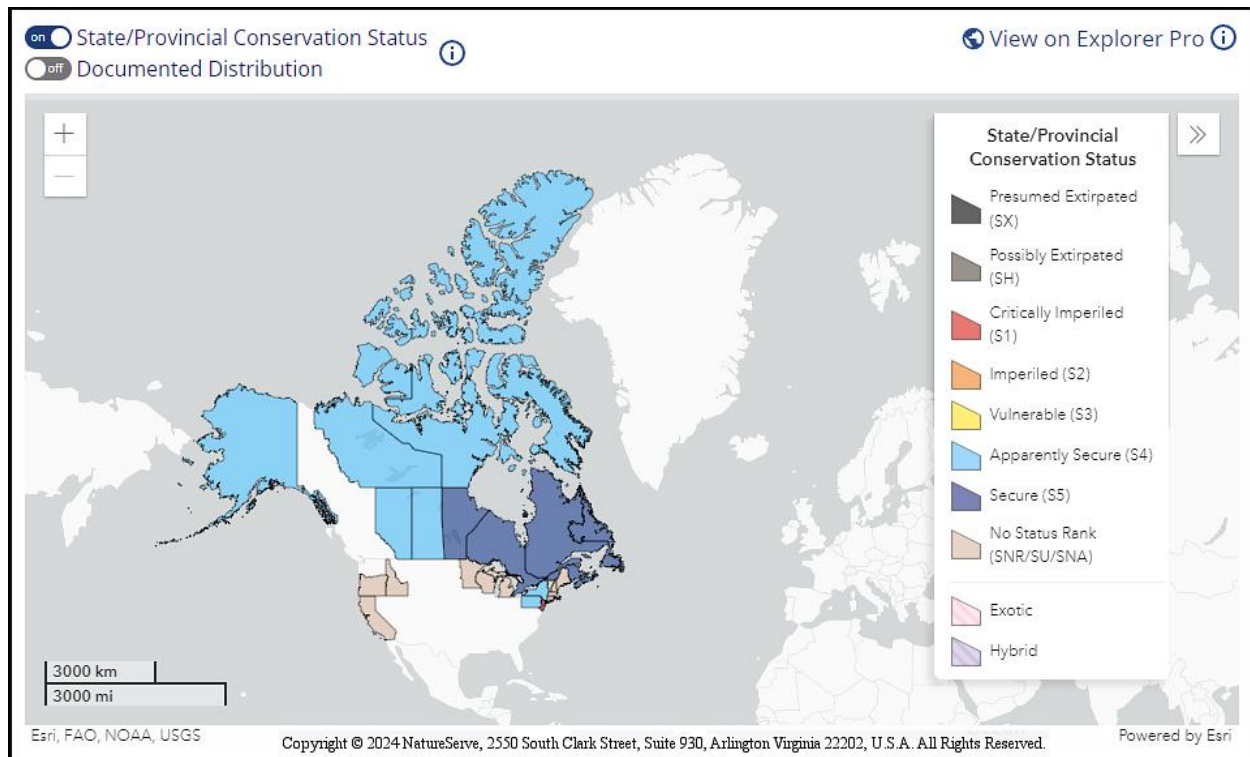 on State/Provincial Conservation Status
off Documented Distribution
View on Explorer Pro
State/Provincial
Conservation Status
Presumed Extirpated
(SX)
Possibly Extirpated
(SH)
Critically Imperiled
(S1)
Imperiled (S2)
Vulnerable (S3)
Apparently Secure (S4)
Secure (S5)
No Status Rank
(SNR/SU/SNA)
Exotic
Hybrid
3000 km
3000 mi
Esri, FAO, NOAA, USGS
Copyright © 2024 NatureServe, 2550 South Clark Street, Suite 930, Arlington Virginia 22202, U.S.A. All Rights Reserved.
Powered by Esri